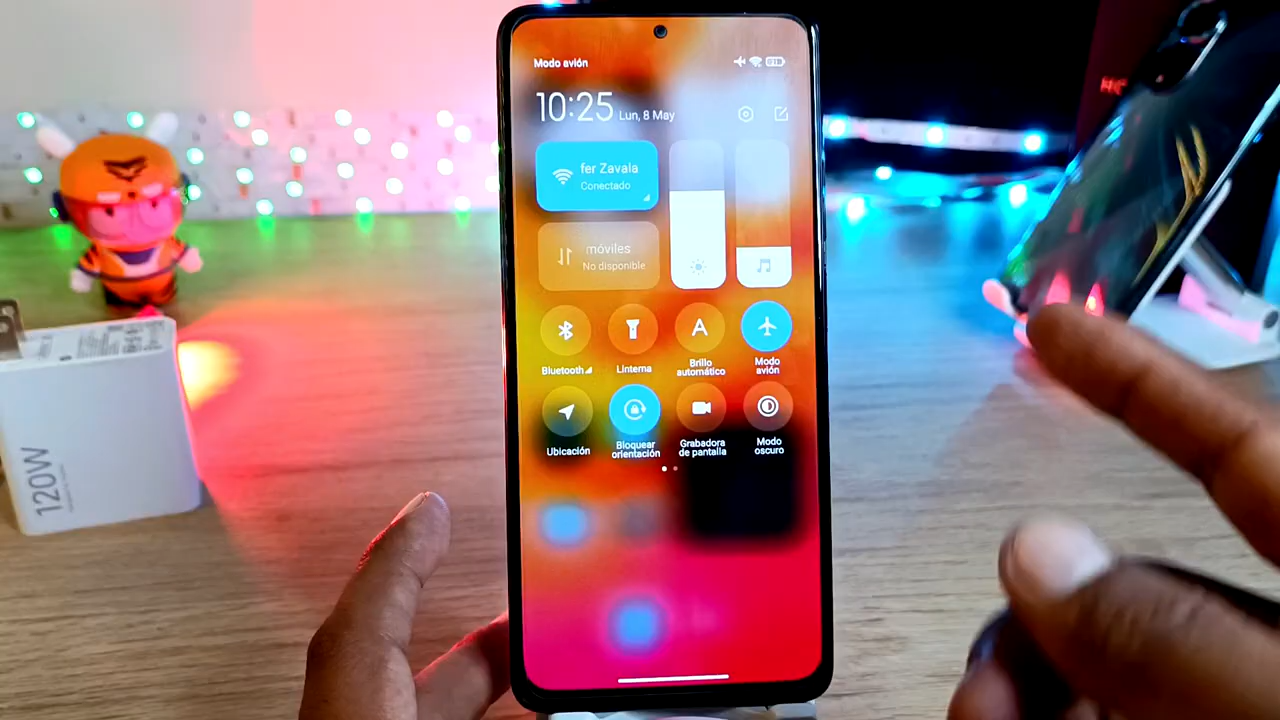 Modo avión
10:25 Lun, 8 May
fer Zavala
Conectado
móviles
No disponible
Bluetooth
Linterna
Brillo
automático
Modo
avión
Ubicación
Bloquear
orientación
Grabadora
de pantalla
Modo
oscuro
120W